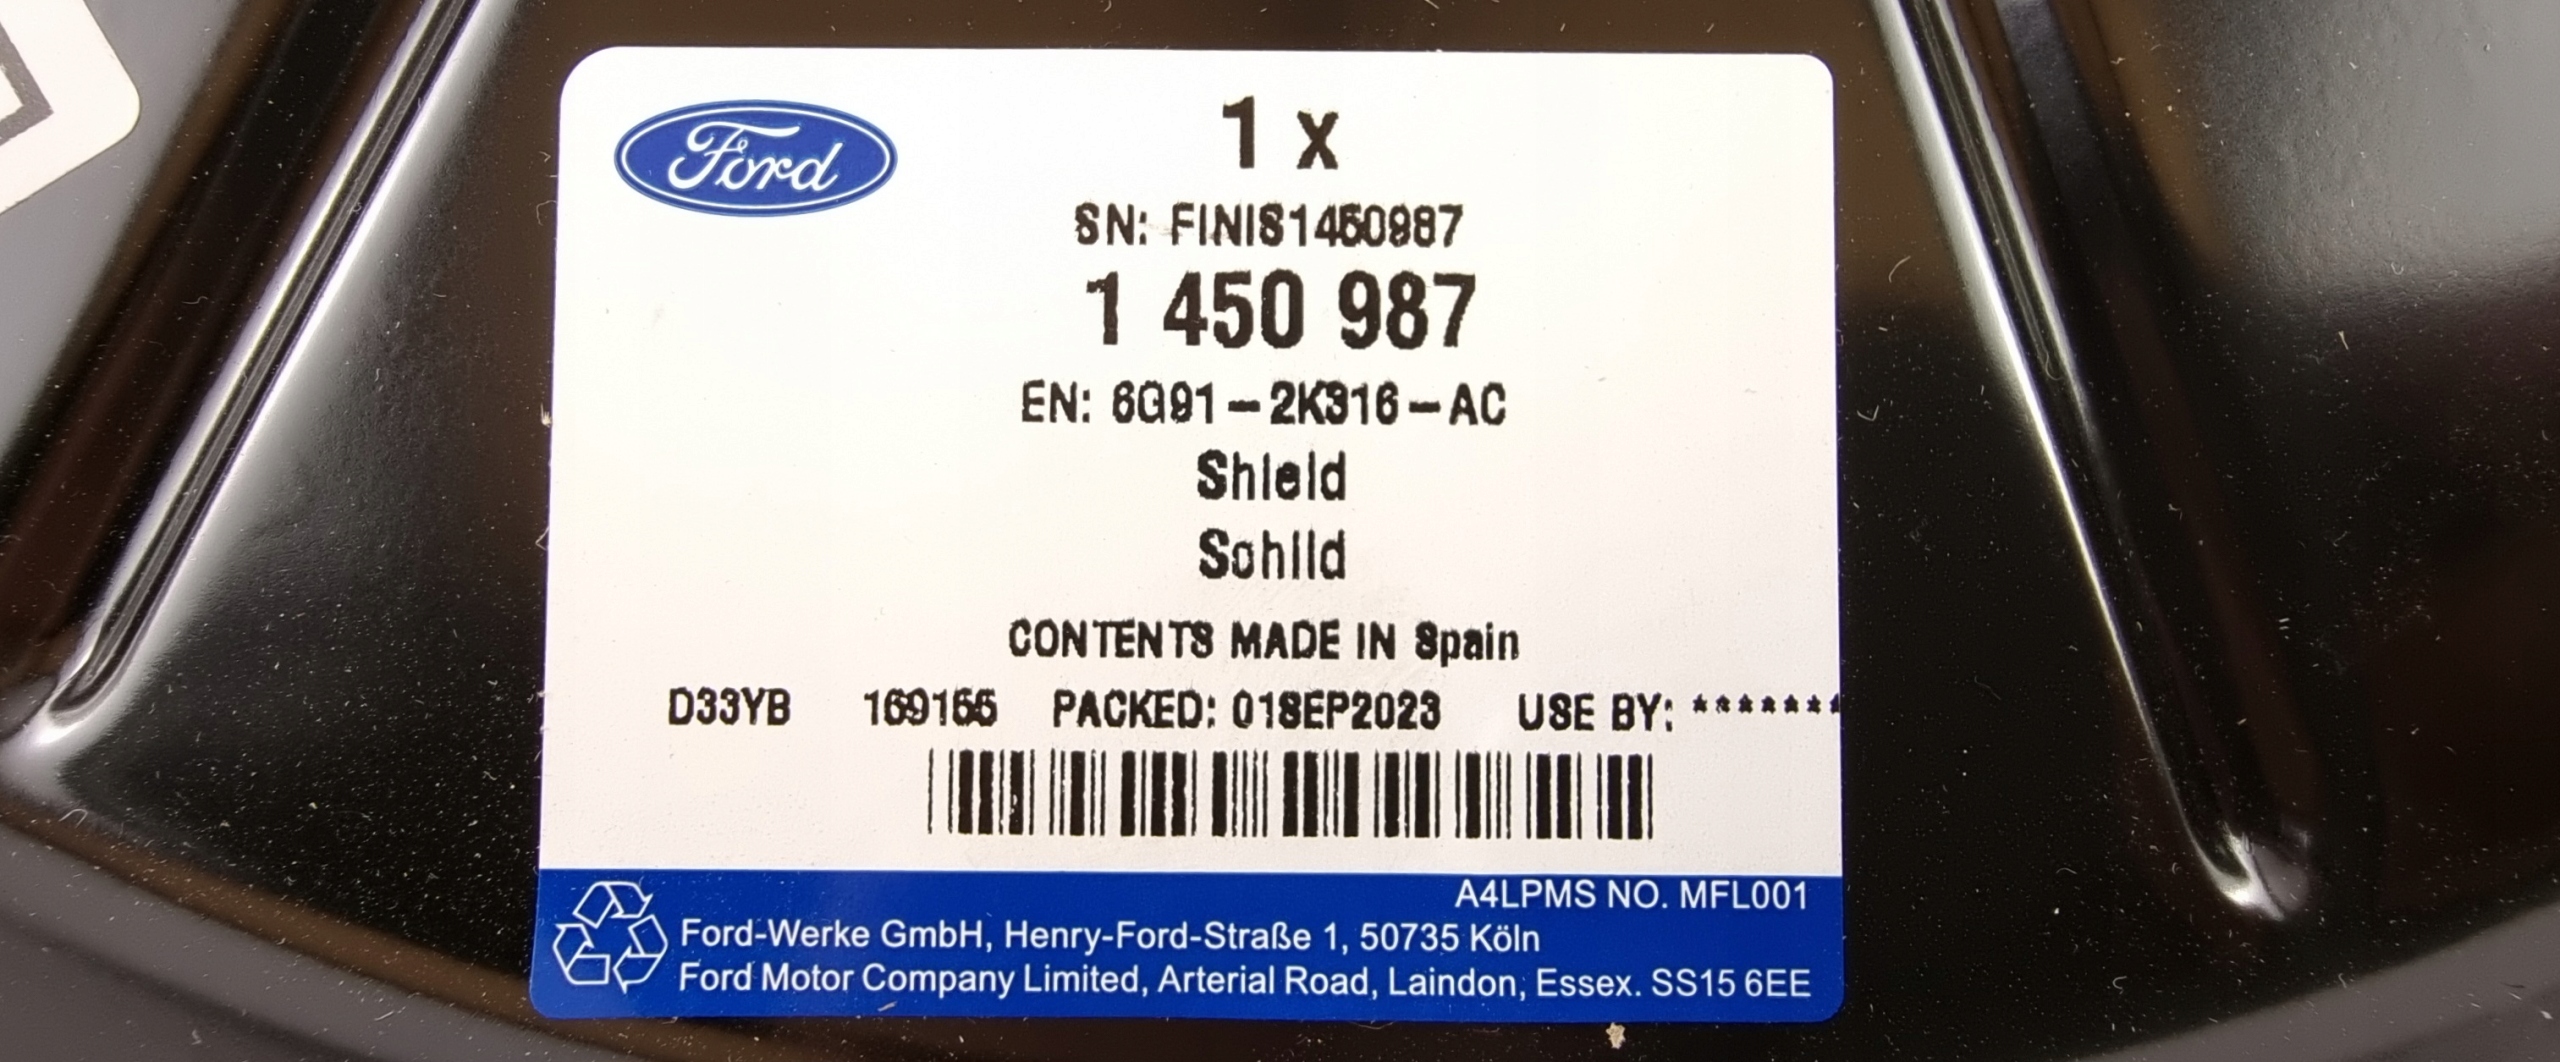 Ford
1 x
SN: FINIS1450987
1 450 987
EN: 6G91-2K316-AC
Shield
Schild
CONTENTS MADE IN Spain
D33YB 169155 PACKED: 01SEP2023 USE BY: *******
A4LPMS NO. MFL001
Ford-Werke GmbH, Henry-Ford-Straße 1, 50735 Köln
Ford Motor Company Limited, Arterial Road, Laindon, Essex. SS15 6EE